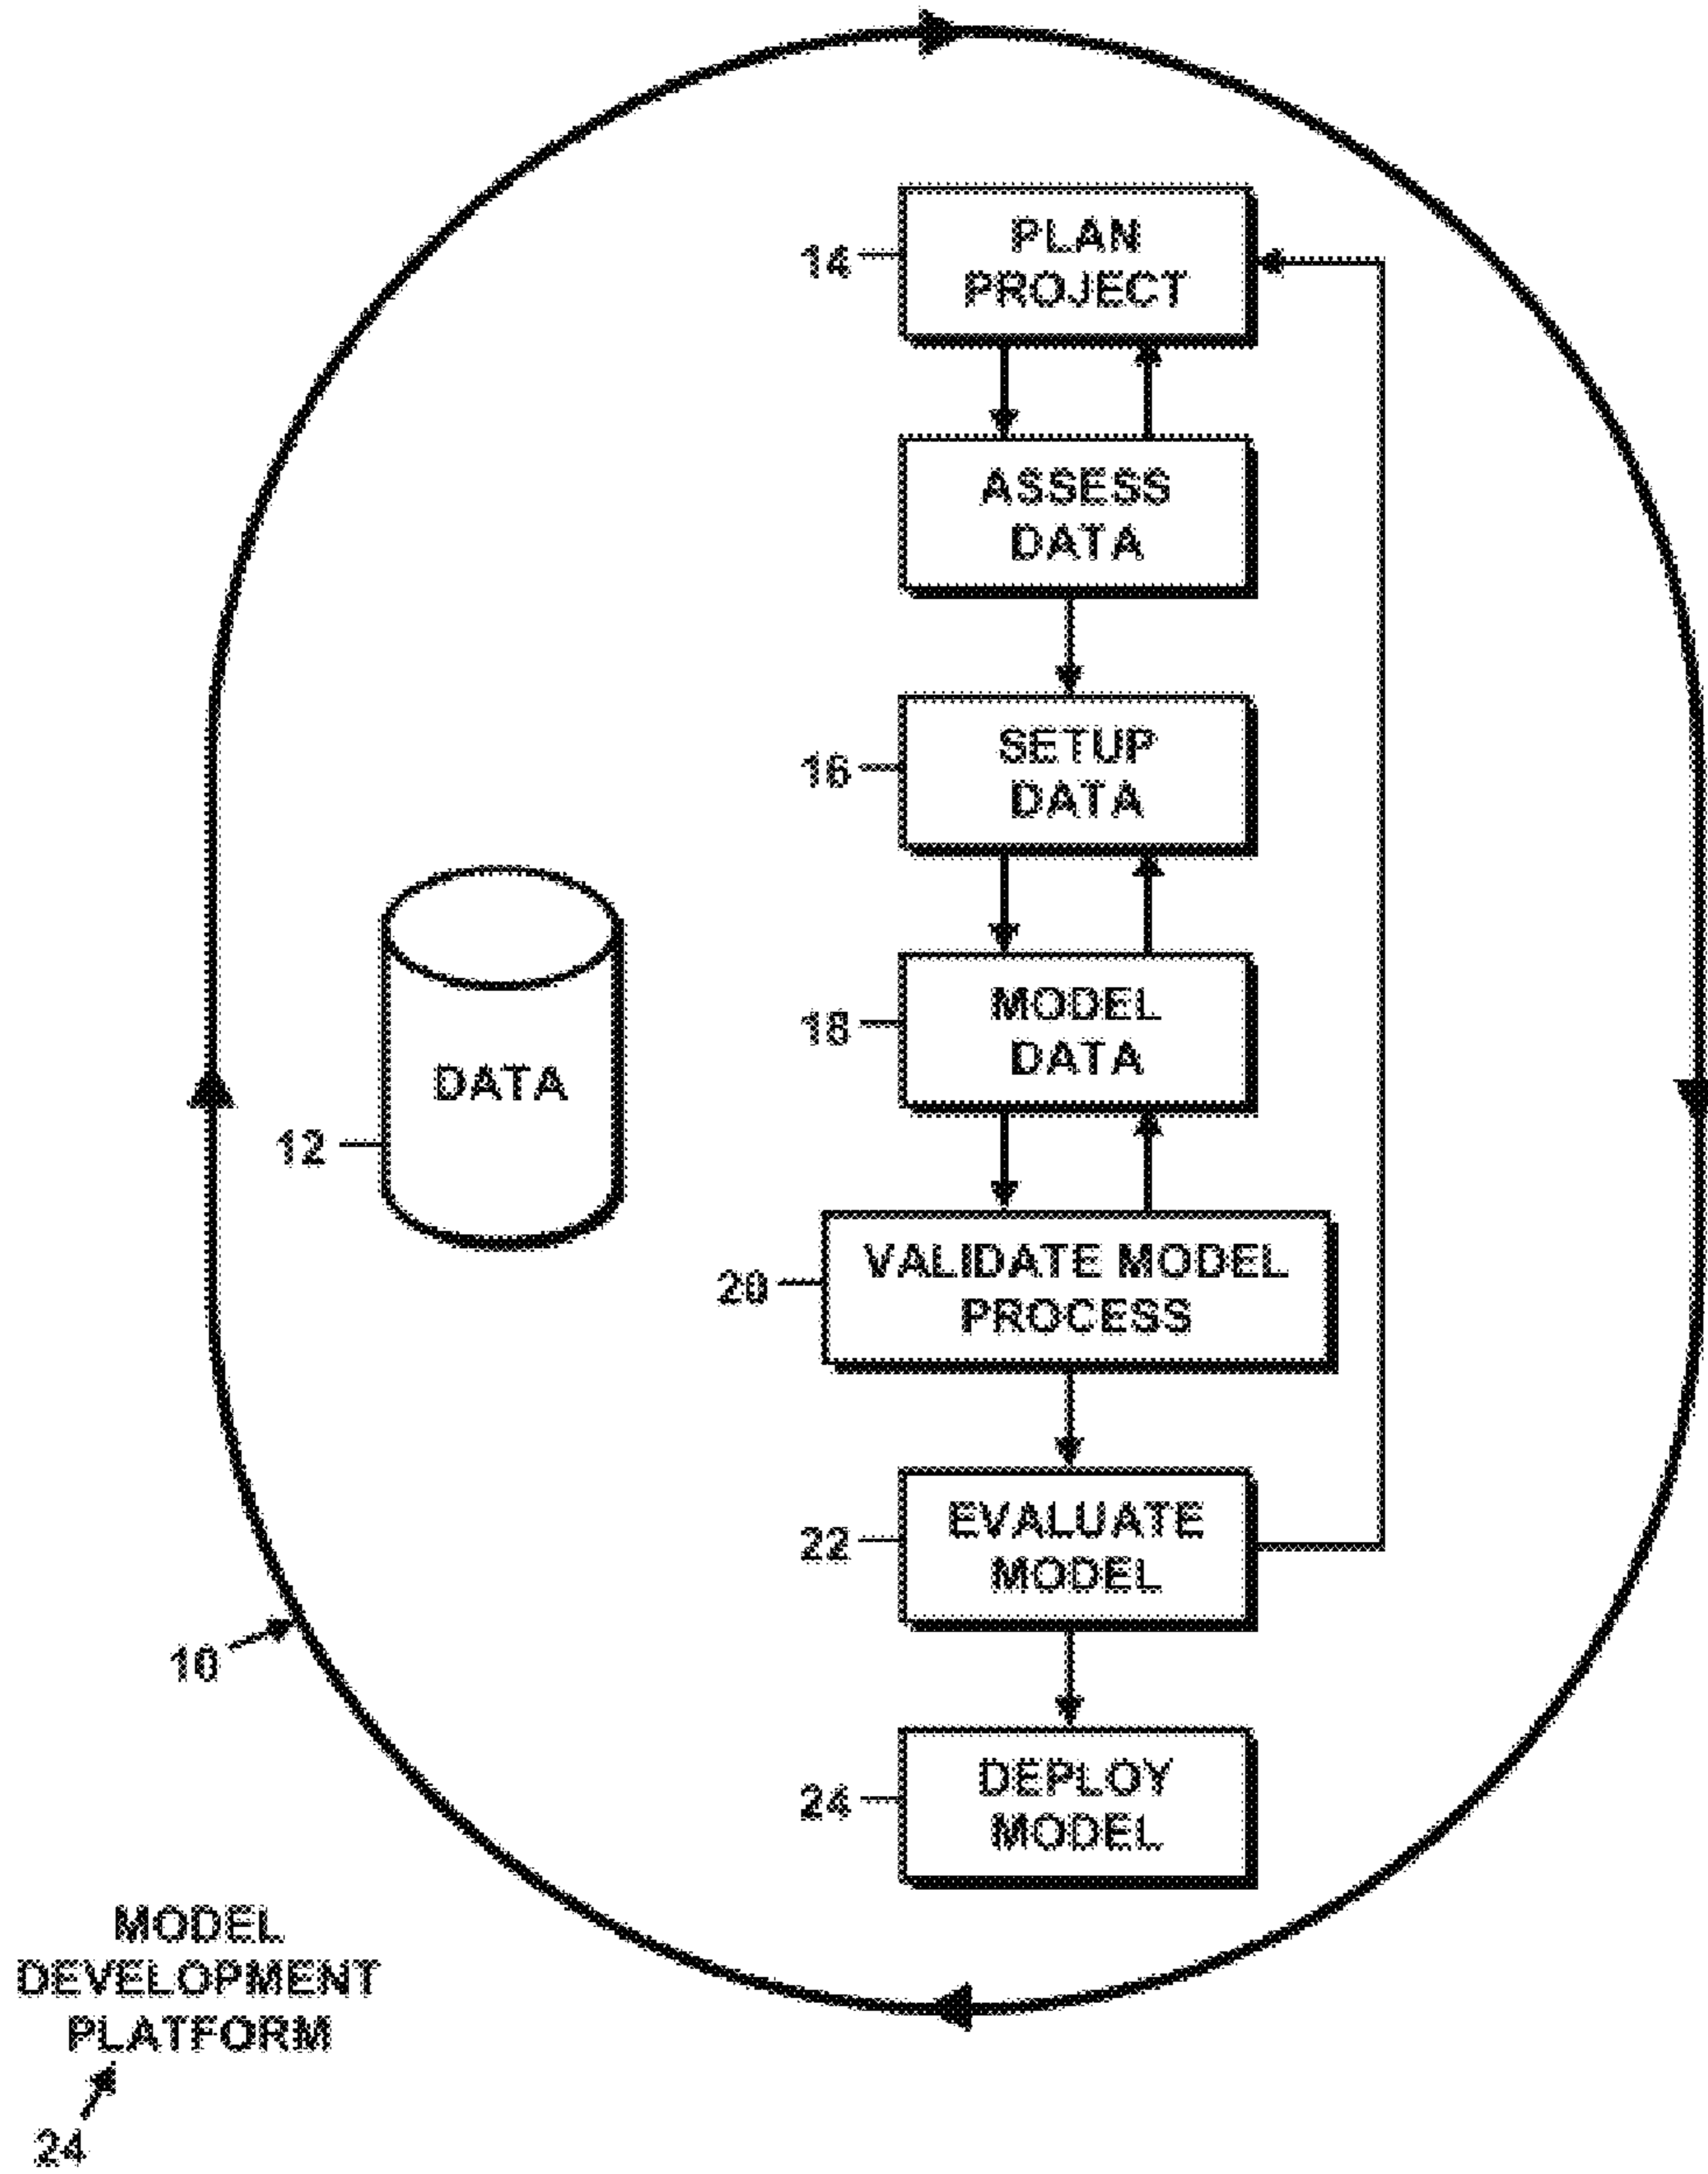 14
PLAN
PROJECT
ASSESS
DATA
16
SETUP
DATA
18
MODEL
DATA
DATA
12
20
VALIDATE MODEL
PROCESS
22
EVALUATE
MODEL
10
24
DEPLOY
MODEL
MODEL
DEVELOPMENT
PLATFORM
24